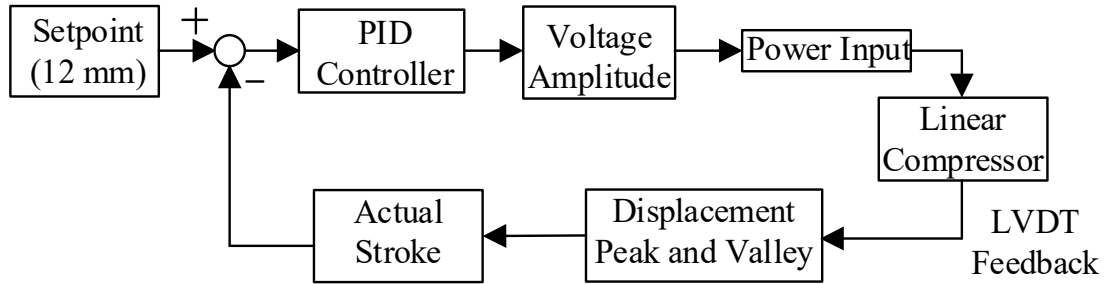 Setpoint
(12 mm)
+
−
PID
Controller
Voltage
Amplitude
Power Input
Linear
Compressor
LVDT
Feedback
Displacement
Peak and Valley
Actual
Stroke